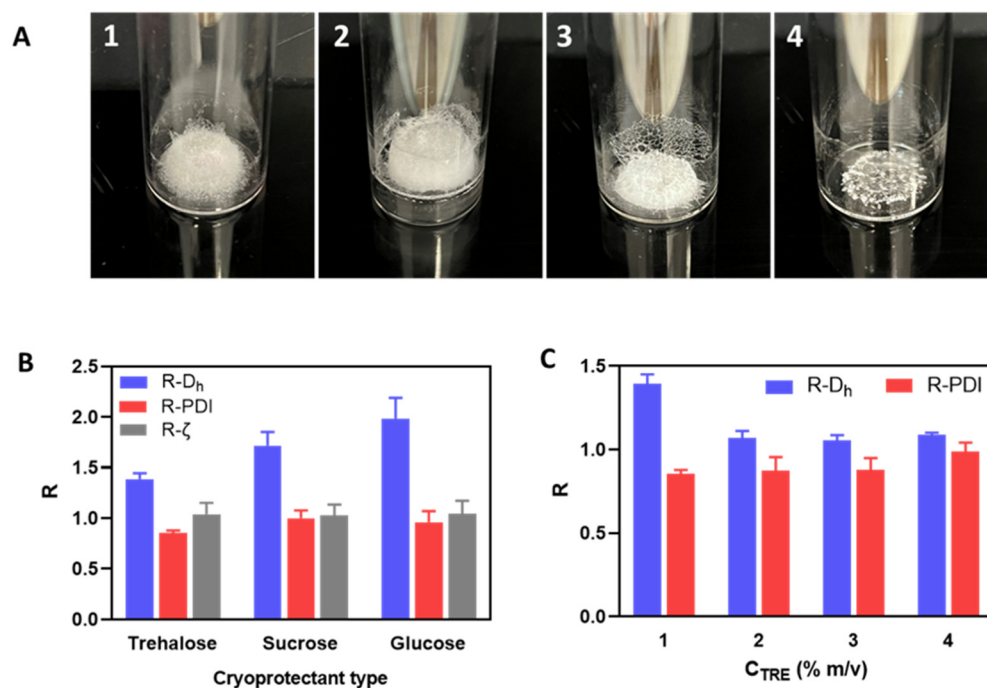 A
1
2
3
4
B
R-Dₕ
R-PDI
R-ζ
R
2.5
2.0
1.5
1.0
0.5
0.0
Trehalose Sucrose Glucose
Cryoprotectant type
C
R-Dₕ R-PDI
R
1.5
1.0
0.5
0.0
1 2 3 4
C_TRE (% m/v)